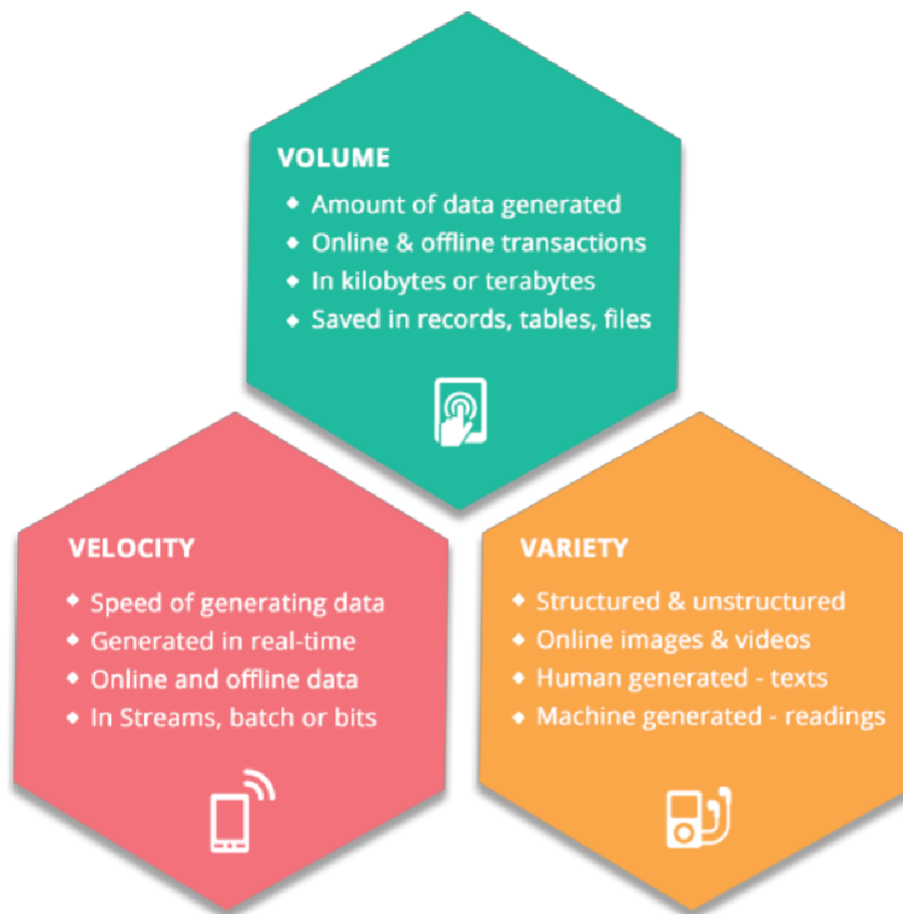 VOLUME
Amount of data generated
Online & offline transactions
In kilobytes or terabytes
Saved in records, tables, files
VELOCITY
Speed of generating data
Generated in real-time
Online and offline data
In Streams, batch or bits
VARIETY
Structured & unstructured
Online images & videos
Human generated - texts
Machine generated - readings